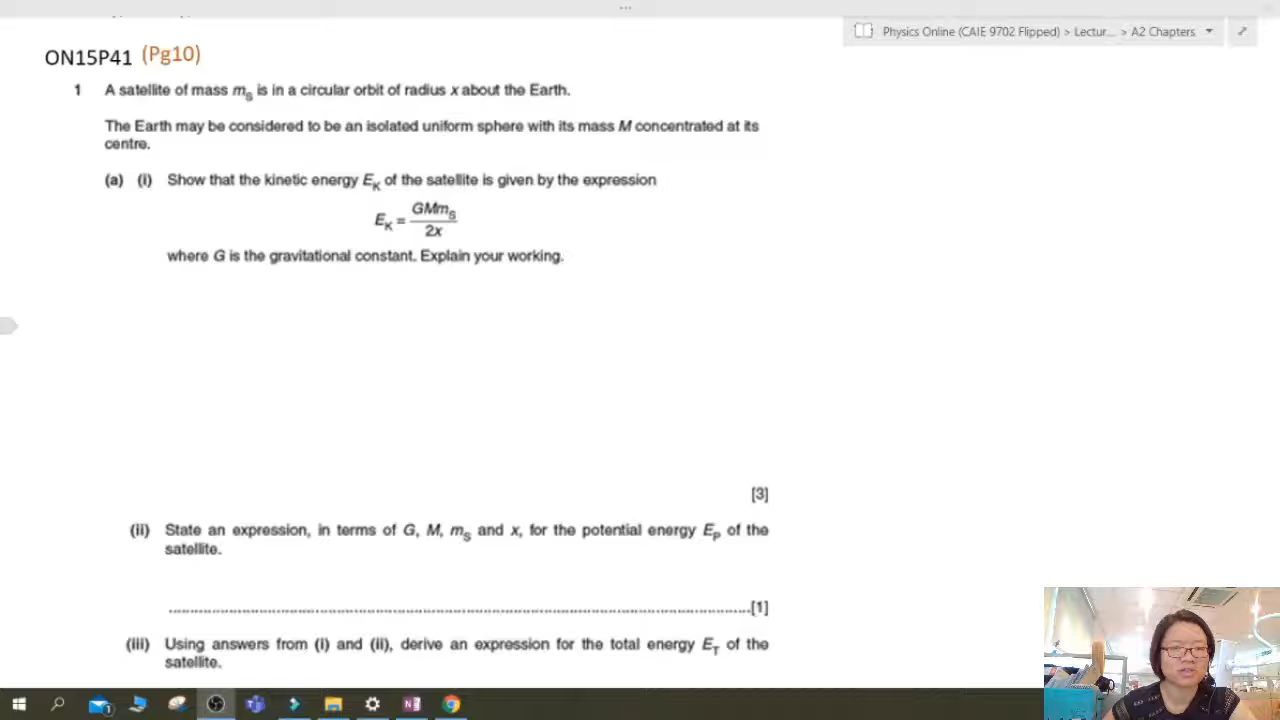 Physics Online (CAIE 9702 Flipped) > Lectur... > A2 Chapters
ON15P41 (Pg10)
1 A satellite of mass mS is in a circular orbit of radius x about the Earth.
The Earth may be considered to be an isolated uniform sphere with its mass M concentrated at its
centre.
(a) (i) Show that the kinetic energy EK of the satellite is given by the expression
EK = GMmS / 2x
where G is the gravitational constant. Explain your working.
[3]
(ii) State an expression, in terms of G, M, mS and x, for the potential energy EP of the
satellite.
[1]
(iii) Using answers from (i) and (ii), derive an expression for the total energy ET of the
satellite.